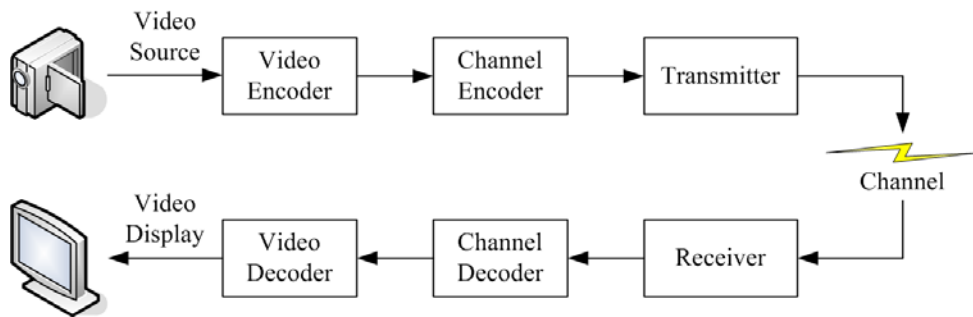 Video
Source
Video
Encoder
Channel
Encoder
Transmitter
Channel
Video
Display
Video
Decoder
Channel
Decoder
Receiver